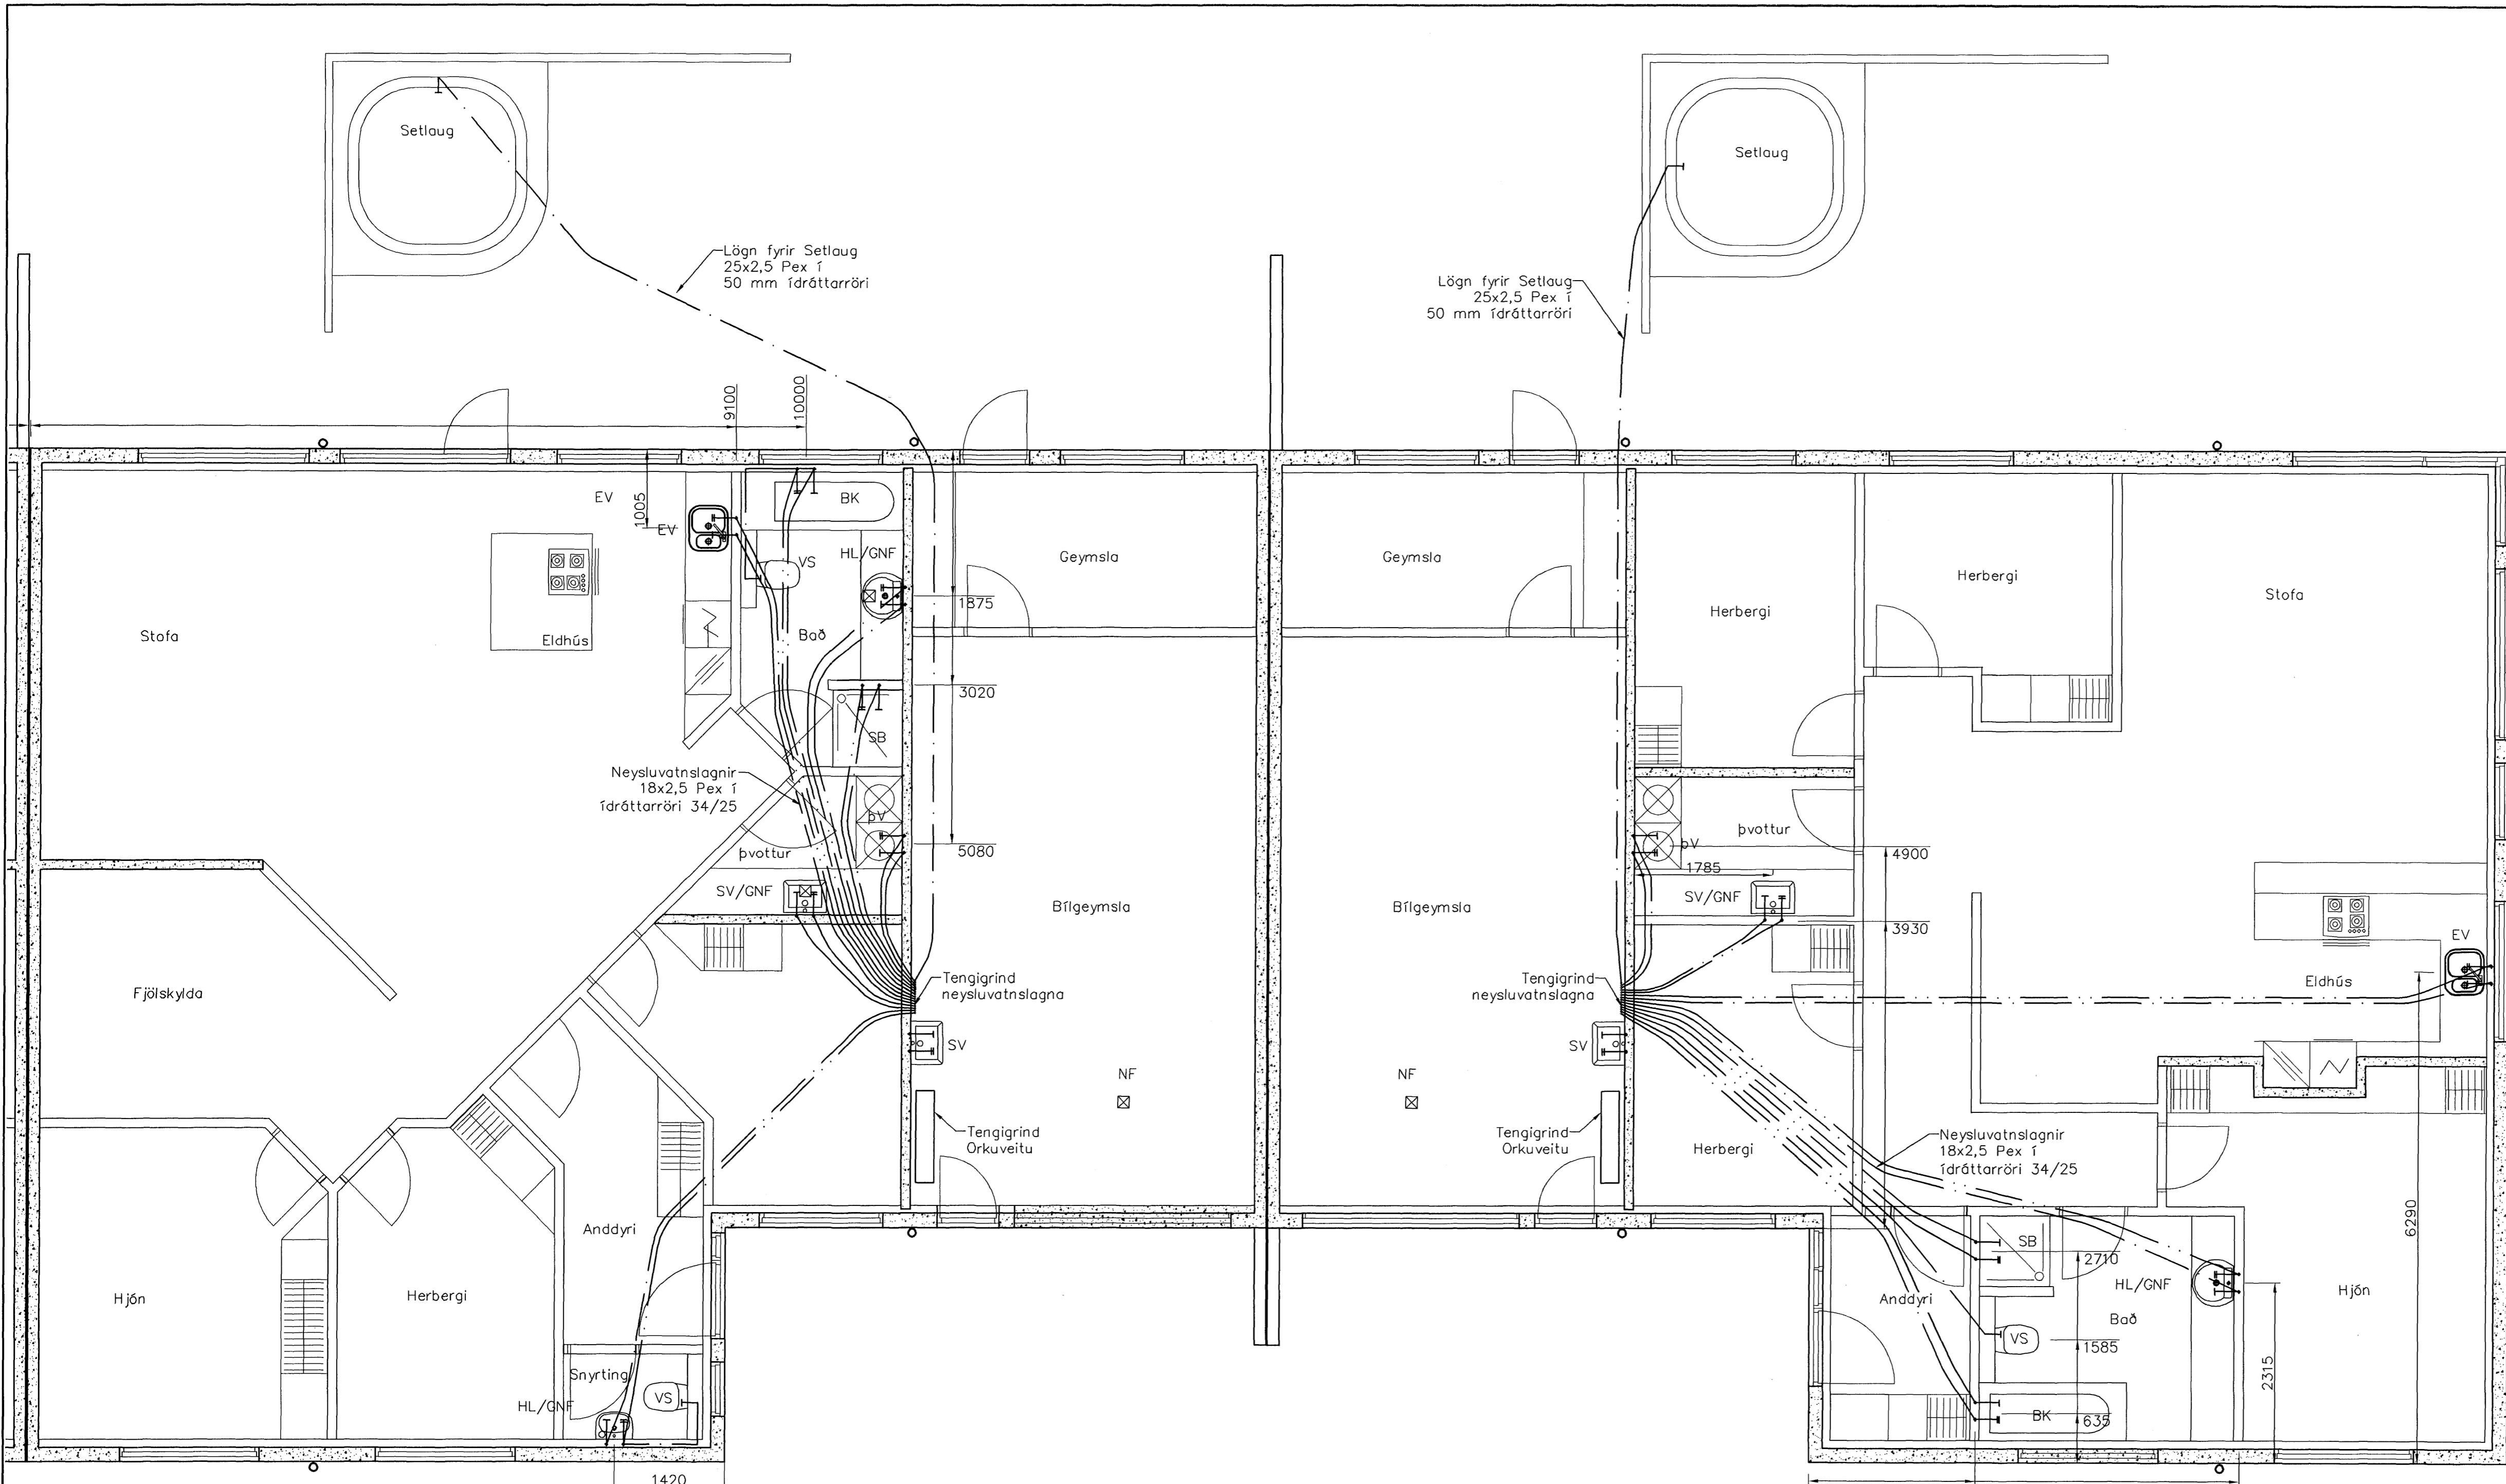 Setlaug
Setlaug
Lögn fyrir Setlaug
25x2,5 Pex í
50 mm ídráttarröri
Lögn fyrir Setlaug
25x2,5 Pex í
50 mm ídráttarröri
9100
10000
1005
EV
EV
BK
VS
HL/GNF
Bað
Geymsla
Geymsla
Herbergi
Herbergi
Stofa
Stofa
Eldhús
1875
3020
SB
Neysluvatnslagnir
18x2,5 Pex í
ídráttarröri 34/25
þV
þvottur
5080
SV/GNF
Bílgeymsla
Bílgeymsla
þV
þvottur
4900
1785
SV/GNF
3930
EV
Eldhús
Fjölskylda
Tengigrind
neysluvatnslagna
Tengigrind
neysluvatnslagna
SV
SV
NF
NF
Tengigrind
Orkuveitu
Tengigrind
Orkuveitu
Herbergi
Neysluvatnslagnir
18x2,5 Pex í
ídráttarröri 34/25
6290
Anddyri
Hjón
Herbergi
Snyrting
VS
HL/GNF
1420
SB
2710
HL/GNF
Anddyri
Bað
VS
1585
2315
BK
635
Hjón